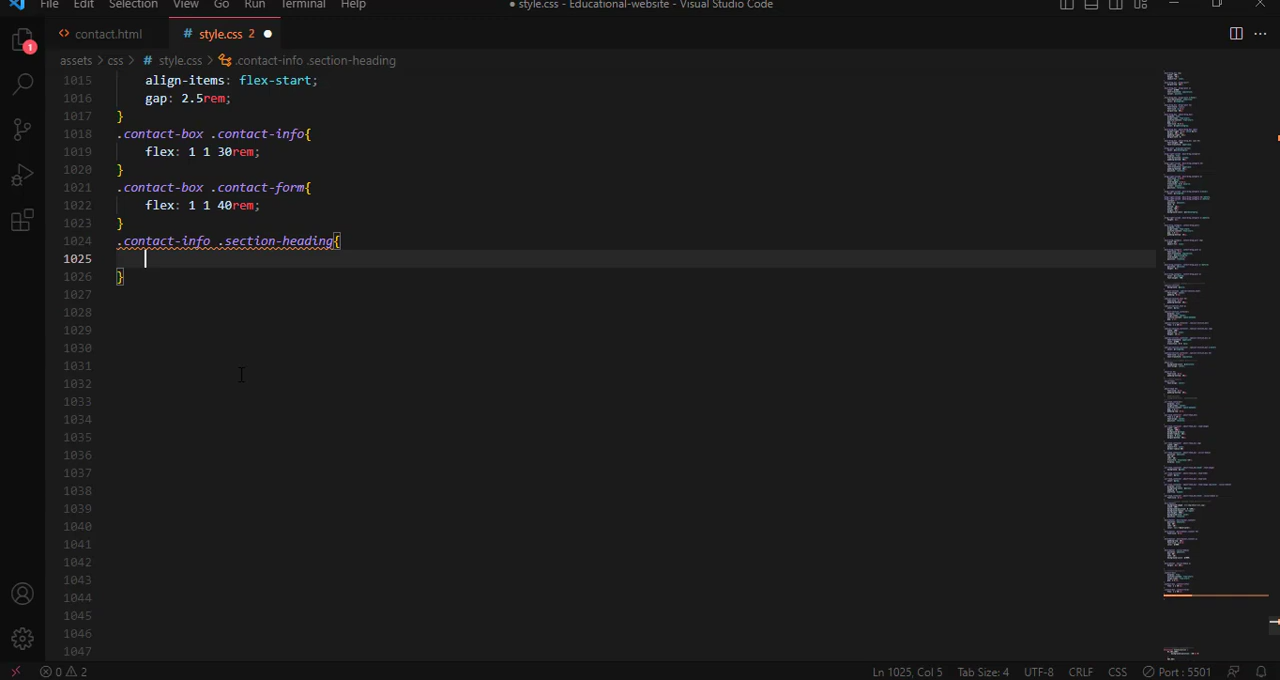 File Edit Selection View Go Run Terminal Help
● style.css - Educational-website - Visual Studio Code
1
<> contact.html
# style.css 2 ●
assets > css > # style.css > .contact-info .section-heading
1015 align-items: flex-start;
1016 gap: 2.5rem;
1017 }
1018 .contact-box .contact-info{
1019 flex: 1 1 30rem;
1020 }
1021 .contact-box .contact-form{
1022 flex: 1 1 40rem;
1023 }
1024 .contact-info .section-heading{
1025
1026 }
1027
1028
1029
1030
1031
1032
1033
1034
1035
1036
1037
1038
1039
1040
1041
1042
1043
1044
1045
1046
1047
0 2
Ln 1025, Col 5 Tab Size: 4 UTF-8 CRLF CSS Port : 5501